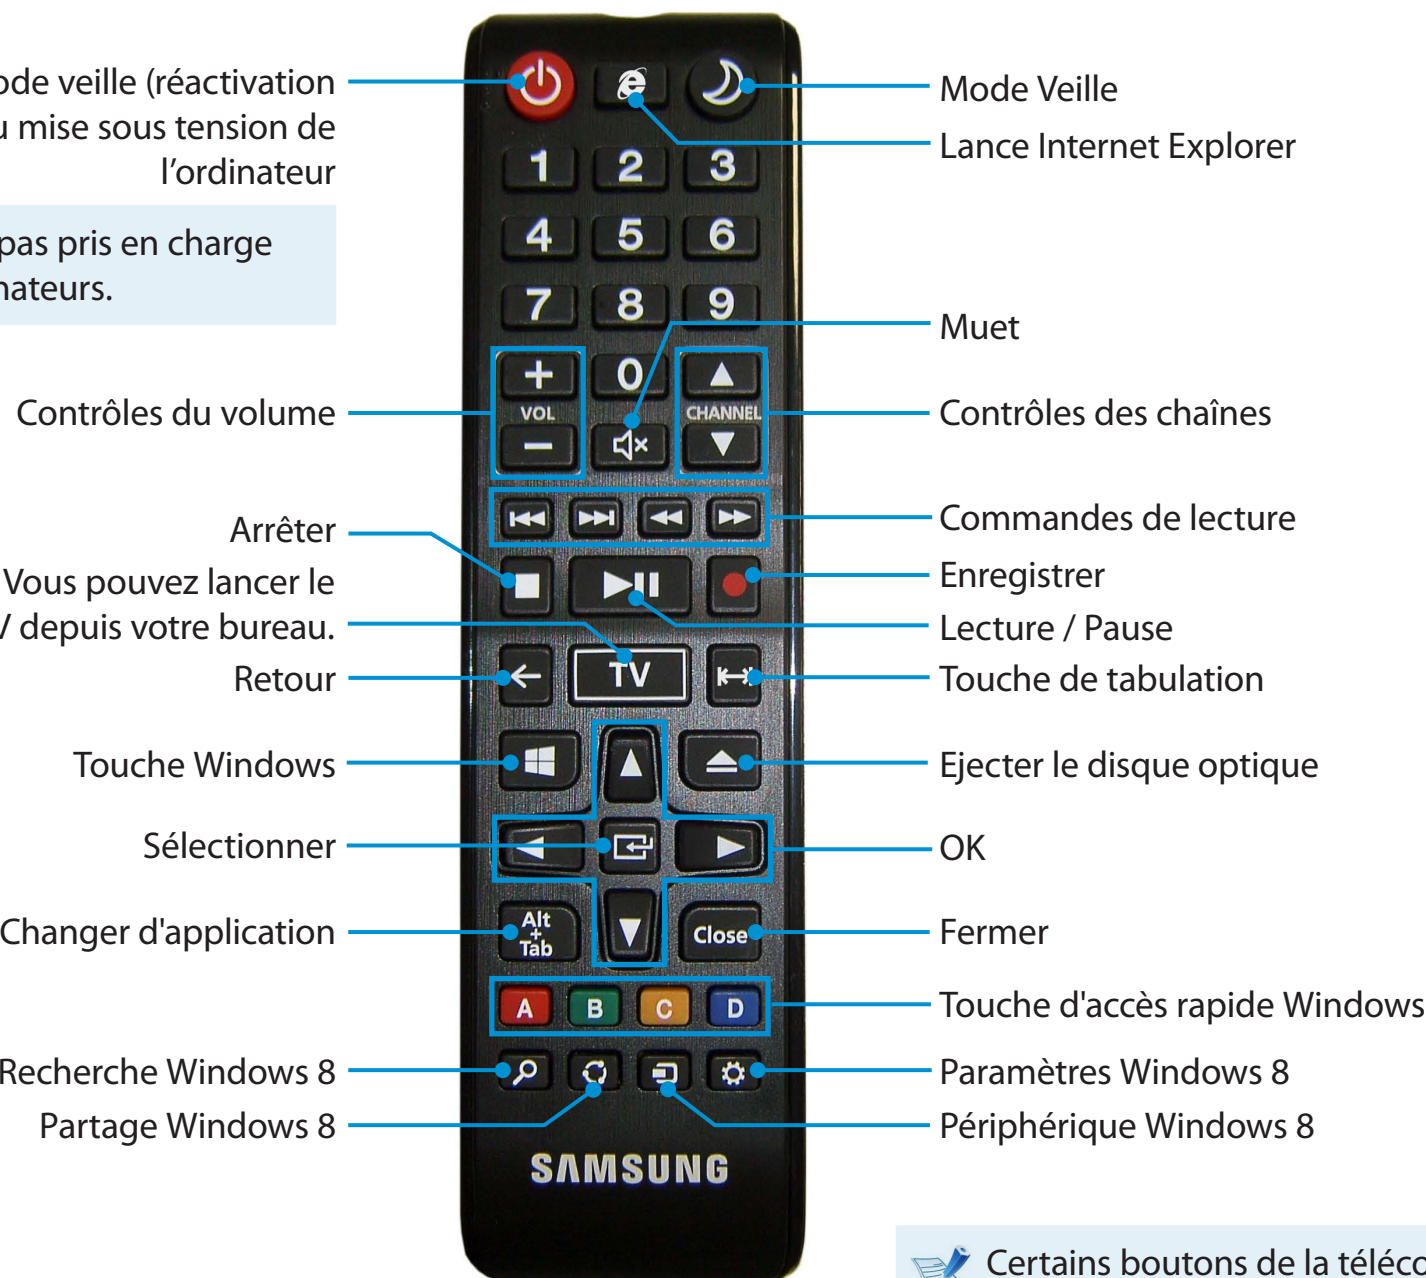 ode veille (réactivation
u mise sous tension de
l'ordinateur
pas pris en charge
nateurs.
Contrôles du volume
Arrêter
Vous pouvez lancer le
V depuis votre bureau.
Retour
Touche Windows
Sélectionner
Changer d'application
Recherche Windows 8
Partage Windows 8
1 2 3
4 5 6
7 8 9
+ 0
VOL CHANNEL
−
TV
Alt
+
Tab
Close
A B C D
SAMSUNG
Mode Veille
Lance Internet Explorer
Muet
Contrôles des chaînes
Commandes de lecture
Enregistrer
Lecture / Pause
Touche de tabulation
Ejecter le disque optique
OK
Fermer
Touche d'accès rapide Windows
Paramètres Windows 8
Périphérique Windows 8
Certains boutons de la téléco